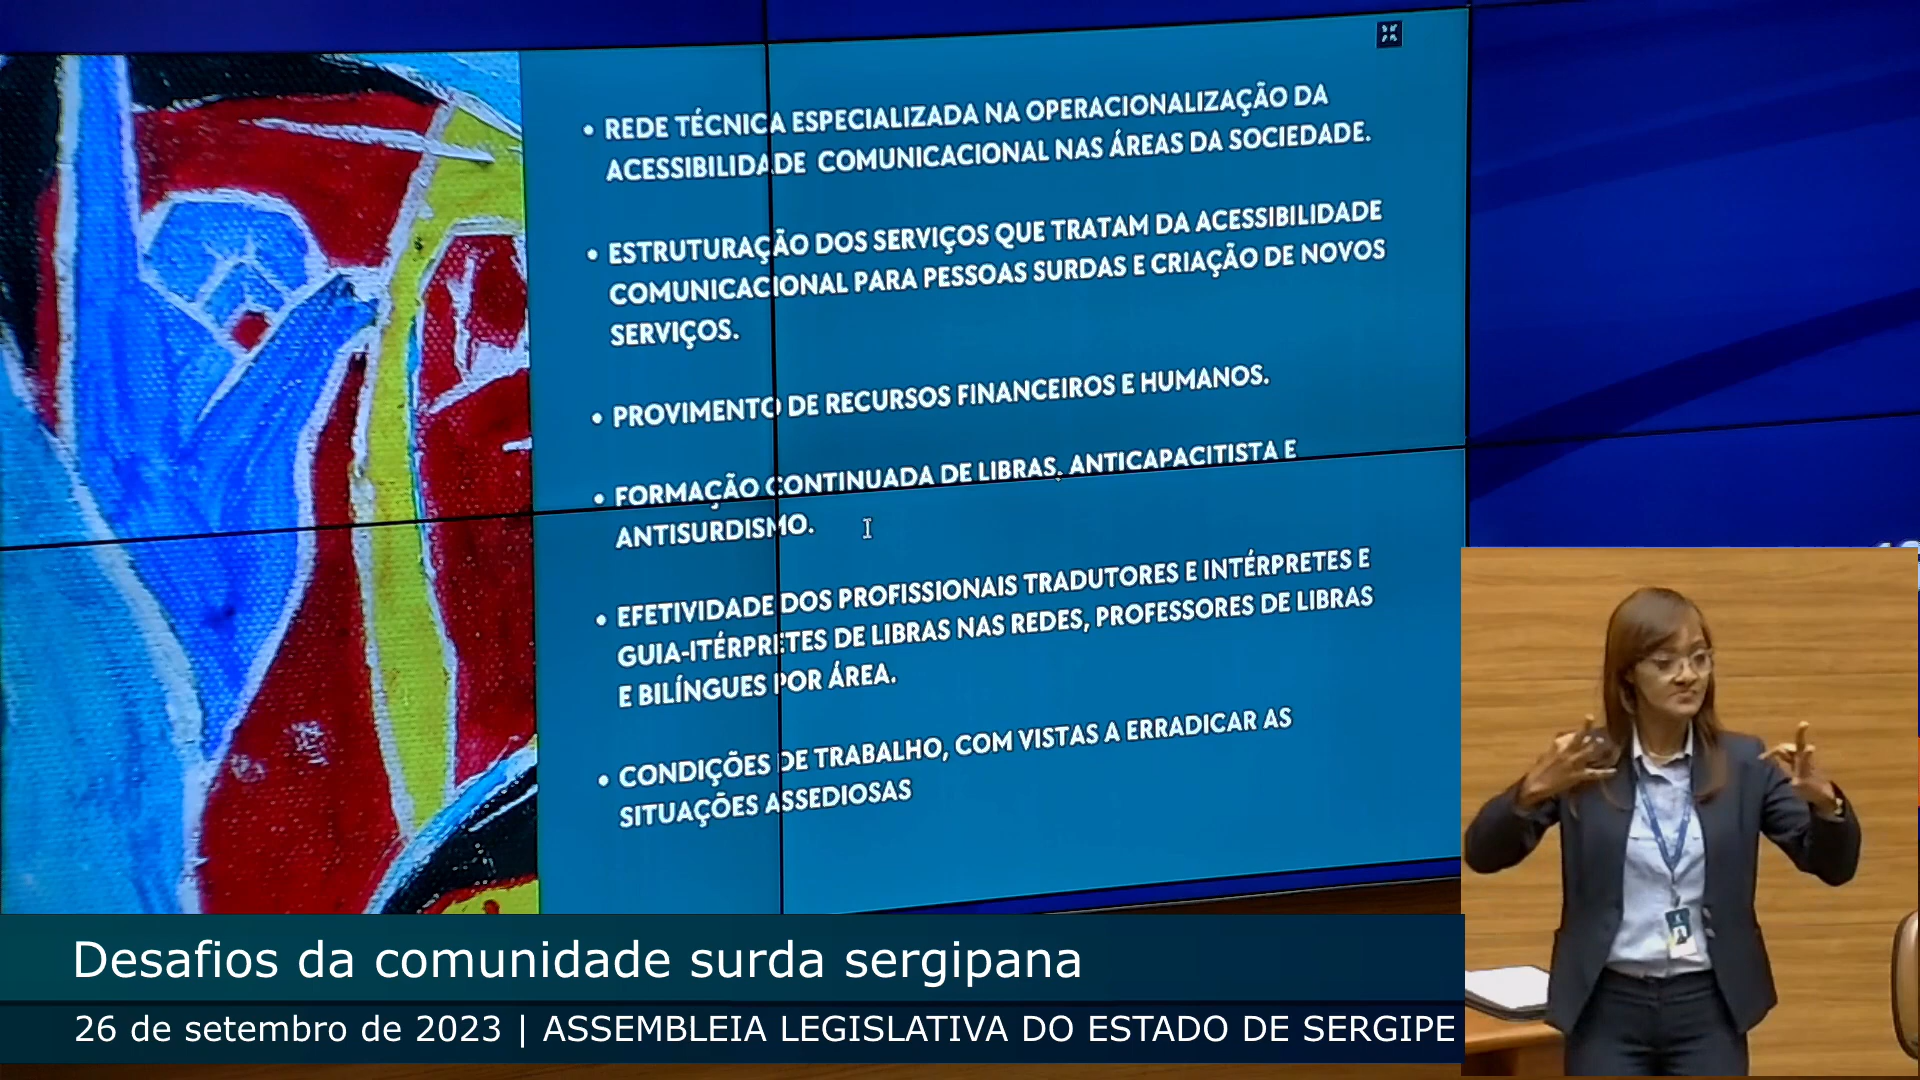 • REDE TÉCNICA ESPECIALIZADA NA OPERACIONALIZAÇÃO DA
ACESSIBILIDADE COMUNICACIONAL NAS ÁREAS DA SOCIEDADE.
• ESTRUTURAÇÃO DOS SERVIÇOS QUE TRATAM DA ACESSIBILIDADE
COMUNICACIONAL PARA PESSOAS SURDAS E CRIAÇÃO DE NOVOS
SERVIÇOS.
• PROVIMENTO DE RECURSOS FINANCEIROS E HUMANOS.
• FORMAÇÃO CONTINUADA DE LIBRAS, ANTICAPACITISTA E
ANTISURDISMO.
• EFETIVIDADE DOS PROFISSIONAIS TRADUTORES E INTÉRPRETES E
GUIA-ITÉRPRETES DE LIBRAS NAS REDES, PROFESSORES DE LIBRAS
E BILÍNGUES POR ÁREA.
• CONDIÇÕES DE TRABALHO, COM VISTAS A ERRADICAR AS
SITUAÇÕES ASSEDIOSAS
Desafios da comunidade surda sergipana
26 de setembro de 2023 | ASSEMBLEIA LEGISLATIVA DO ESTADO DE SERGIPE